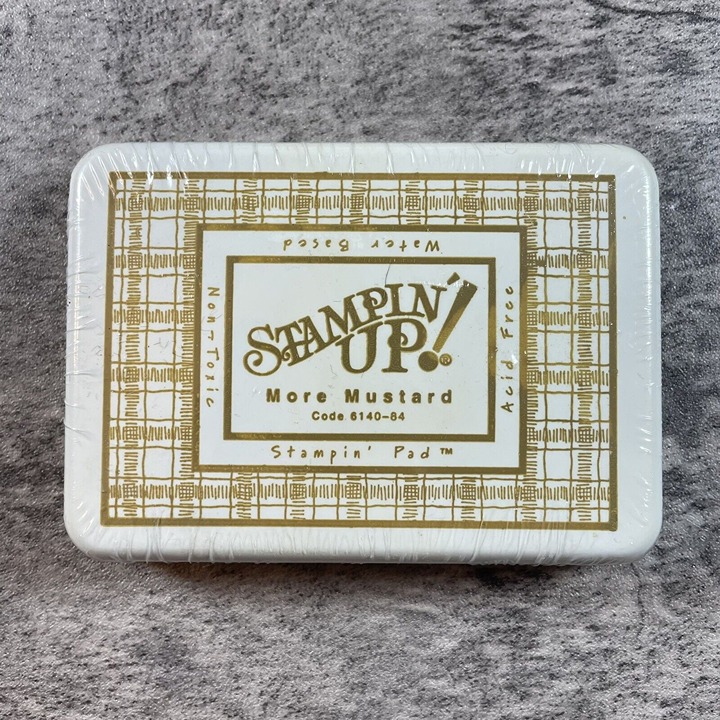 Water Based
STAMPIN' UP!®
More Mustard
Code 6140-84
Stampin' Pad™
Non-Toxic
Acid Free